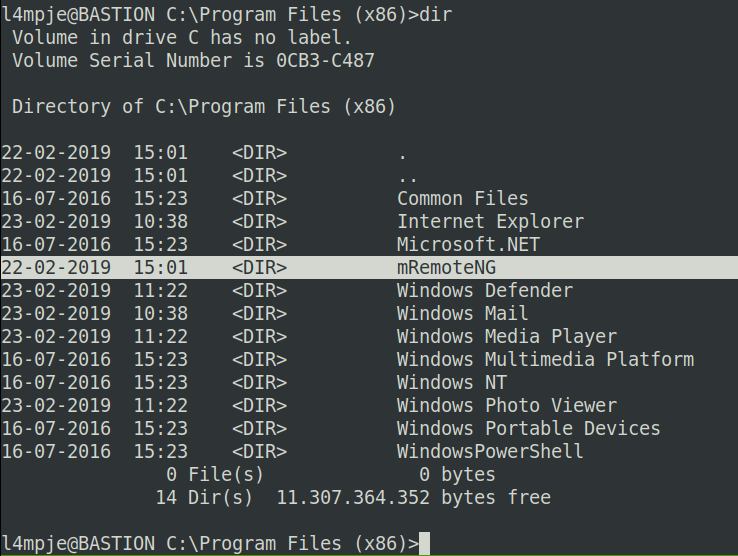 l4mpje@BASTION C:\Program Files (x86)>dir
 Volume in drive C has no label.
 Volume Serial Number is 0CB3-C487

 Directory of C:\Program Files (x86)

22-02-2019  15:01    <DIR>          .
22-02-2019  15:01    <DIR>          ..
16-07-2016  15:23    <DIR>          Common Files
23-02-2019  10:38    <DIR>          Internet Explorer
16-07-2016  15:23    <DIR>          Microsoft.NET
22-02-2019  15:01    <DIR>          mRemoteNG
23-02-2019  11:22    <DIR>          Windows Defender
23-02-2019  10:38    <DIR>          Windows Mail
23-02-2019  11:22    <DIR>          Windows Media Player
16-07-2016  15:23    <DIR>          Windows Multimedia Platform
16-07-2016  15:23    <DIR>          Windows NT
23-02-2019  11:22    <DIR>          Windows Photo Viewer
16-07-2016  15:23    <DIR>          Windows Portable Devices
16-07-2016  15:23    <DIR>          WindowsPowerShell
               0 File(s)              0 bytes
              14 Dir(s)  11.307.364.352 bytes free

l4mpje@BASTION C:\Program Files (x86)>